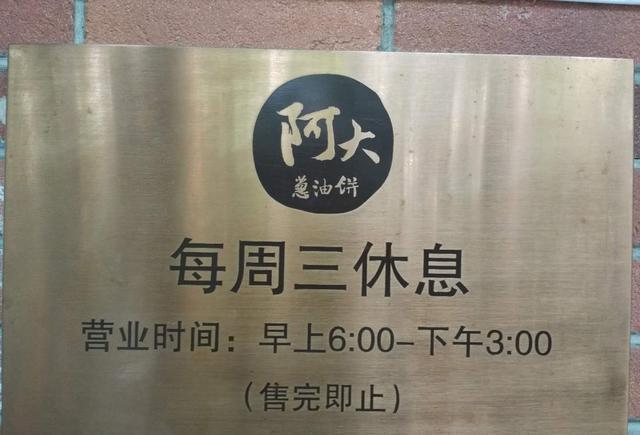 阿大
蔥油饼
每周三休息
营业时间：早上6:00-下午3:00
（售完即止）